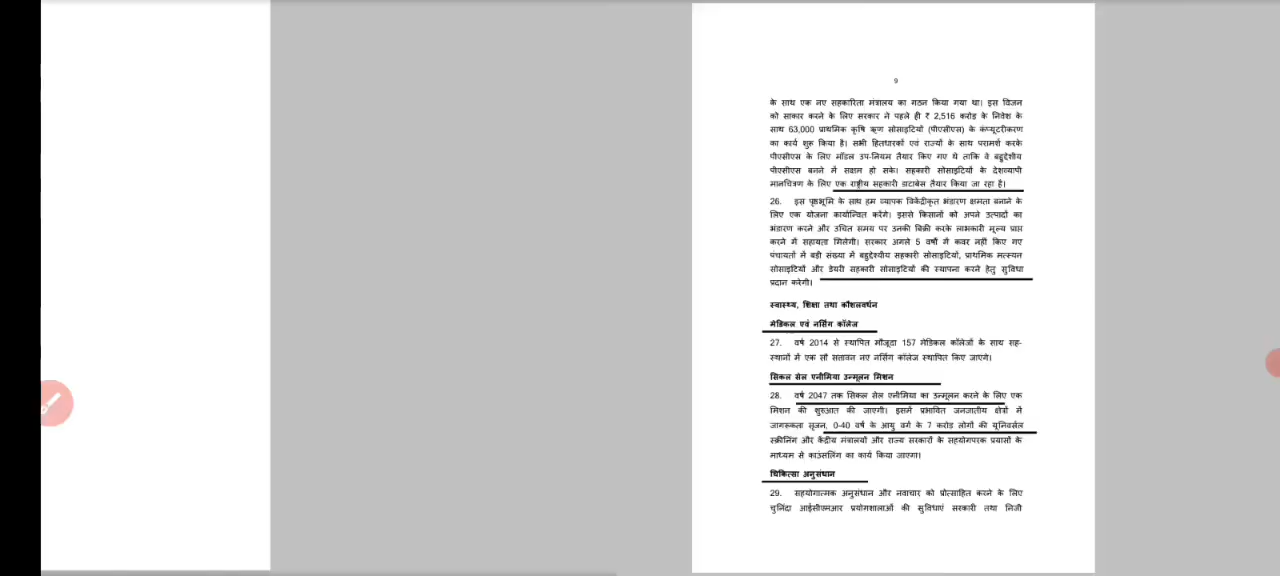 9
के साथ एक नए सहकारिता मंत्रालय का गठन किया गया था। इस विजन
को साकार करने के लिए सरकार ने पहले ही ₹ 2,516 करोड़ के निवेश के
साथ 63,000 प्राथमिक कृषि ऋण सोसाइटियों (पीएसीएस) के कंप्यूटरीकरण
का कार्य शुरू किया है। सभी हितधारकों एवं राज्यों के साथ परामर्श करके
पीएसीएस के लिए मॉडल उप-नियम तैयार किए गए थे ताकि वे बहुद्देशीय
पीएसीएस बनने में सक्षम हो सके। सहकारी सोसाइटियों के देशव्यापी
मानचित्रण के लिए एक राष्ट्रीय सहकारी डाटाबेस तैयार किया जा रहा है।
26. इस पृष्ठभूमि के साथ हम व्यापक विकेंद्रीकृत भंडारण क्षमता बनाने के
लिए एक योजना कार्यान्वित करेंगे। इससे किसानों को अपने उत्पादों का
भंडारण करने और उचित समय पर उनकी बिक्री करके लाभकारी मूल्य प्राप्त
करने में सहायता मिलेगी। सरकार अगले 5 वर्षों में कवर नहीं किए गए
पंचायतों में बड़ी संख्या में बहुद्देश्यीय सहकारी सोसाइटियों, प्राथमिक मत्स्यन
सोसाइटियों और डेयरी सहकारी सोसाइटियों की स्थापना करने हेतु सुविधा
प्रदान करेगी।
स्वास्थ्य, शिक्षा तथा कौशलवर्धन
मेडिकल एवं नर्सिंग कॉलेज
27. वर्ष 2014 से स्थापित मौजूदा 157 मेडिकल कॉलेजों के साथ सह-
स्थानों में एक सौ सतावन नए नर्सिंग कॉलेज स्थापित किए जाएंगे।
सिकल सेल एनीमिया उन्मूलन मिशन
28. वर्ष 2047 तक सिकल सेल एनीमिया का उन्मूलन करने के लिए एक
मिशन की शुरुआत की जाएगी। इसमें प्रभावित जनजातीय क्षेत्रों में
जागरूकता सृजन, 0-40 वर्ष के आयु वर्ग के 7 करोड़ लोगों की यूनिवर्सल
स्क्रीनिंग और केंद्रीय मंत्रालयों और राज्य सरकारों के सहयोगपरक प्रयासों के
माध्यम से काउंसलिंग का कार्य किया जाएगा।
चिकित्सा अनुसंधान
29. सहयोगात्मक अनुसंधान और नवाचार को प्रोत्साहित करने के लिए
चुनिंदा आईसीएमआर प्रयोगशालाओं की सुविधाएं सरकारी तथा निजी